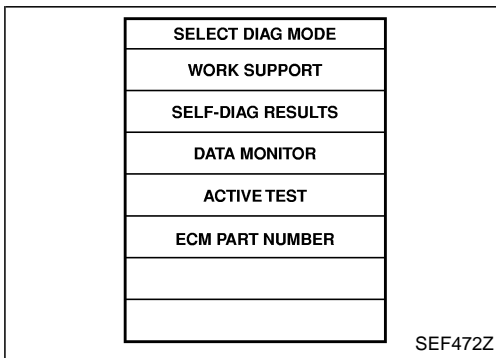 SELECT DIAG MODE
WORK SUPPORT
SELF-DIAG RESULTS
DATA MONITOR
ACTIVE TEST
ECM PART NUMBER
SEF472Z